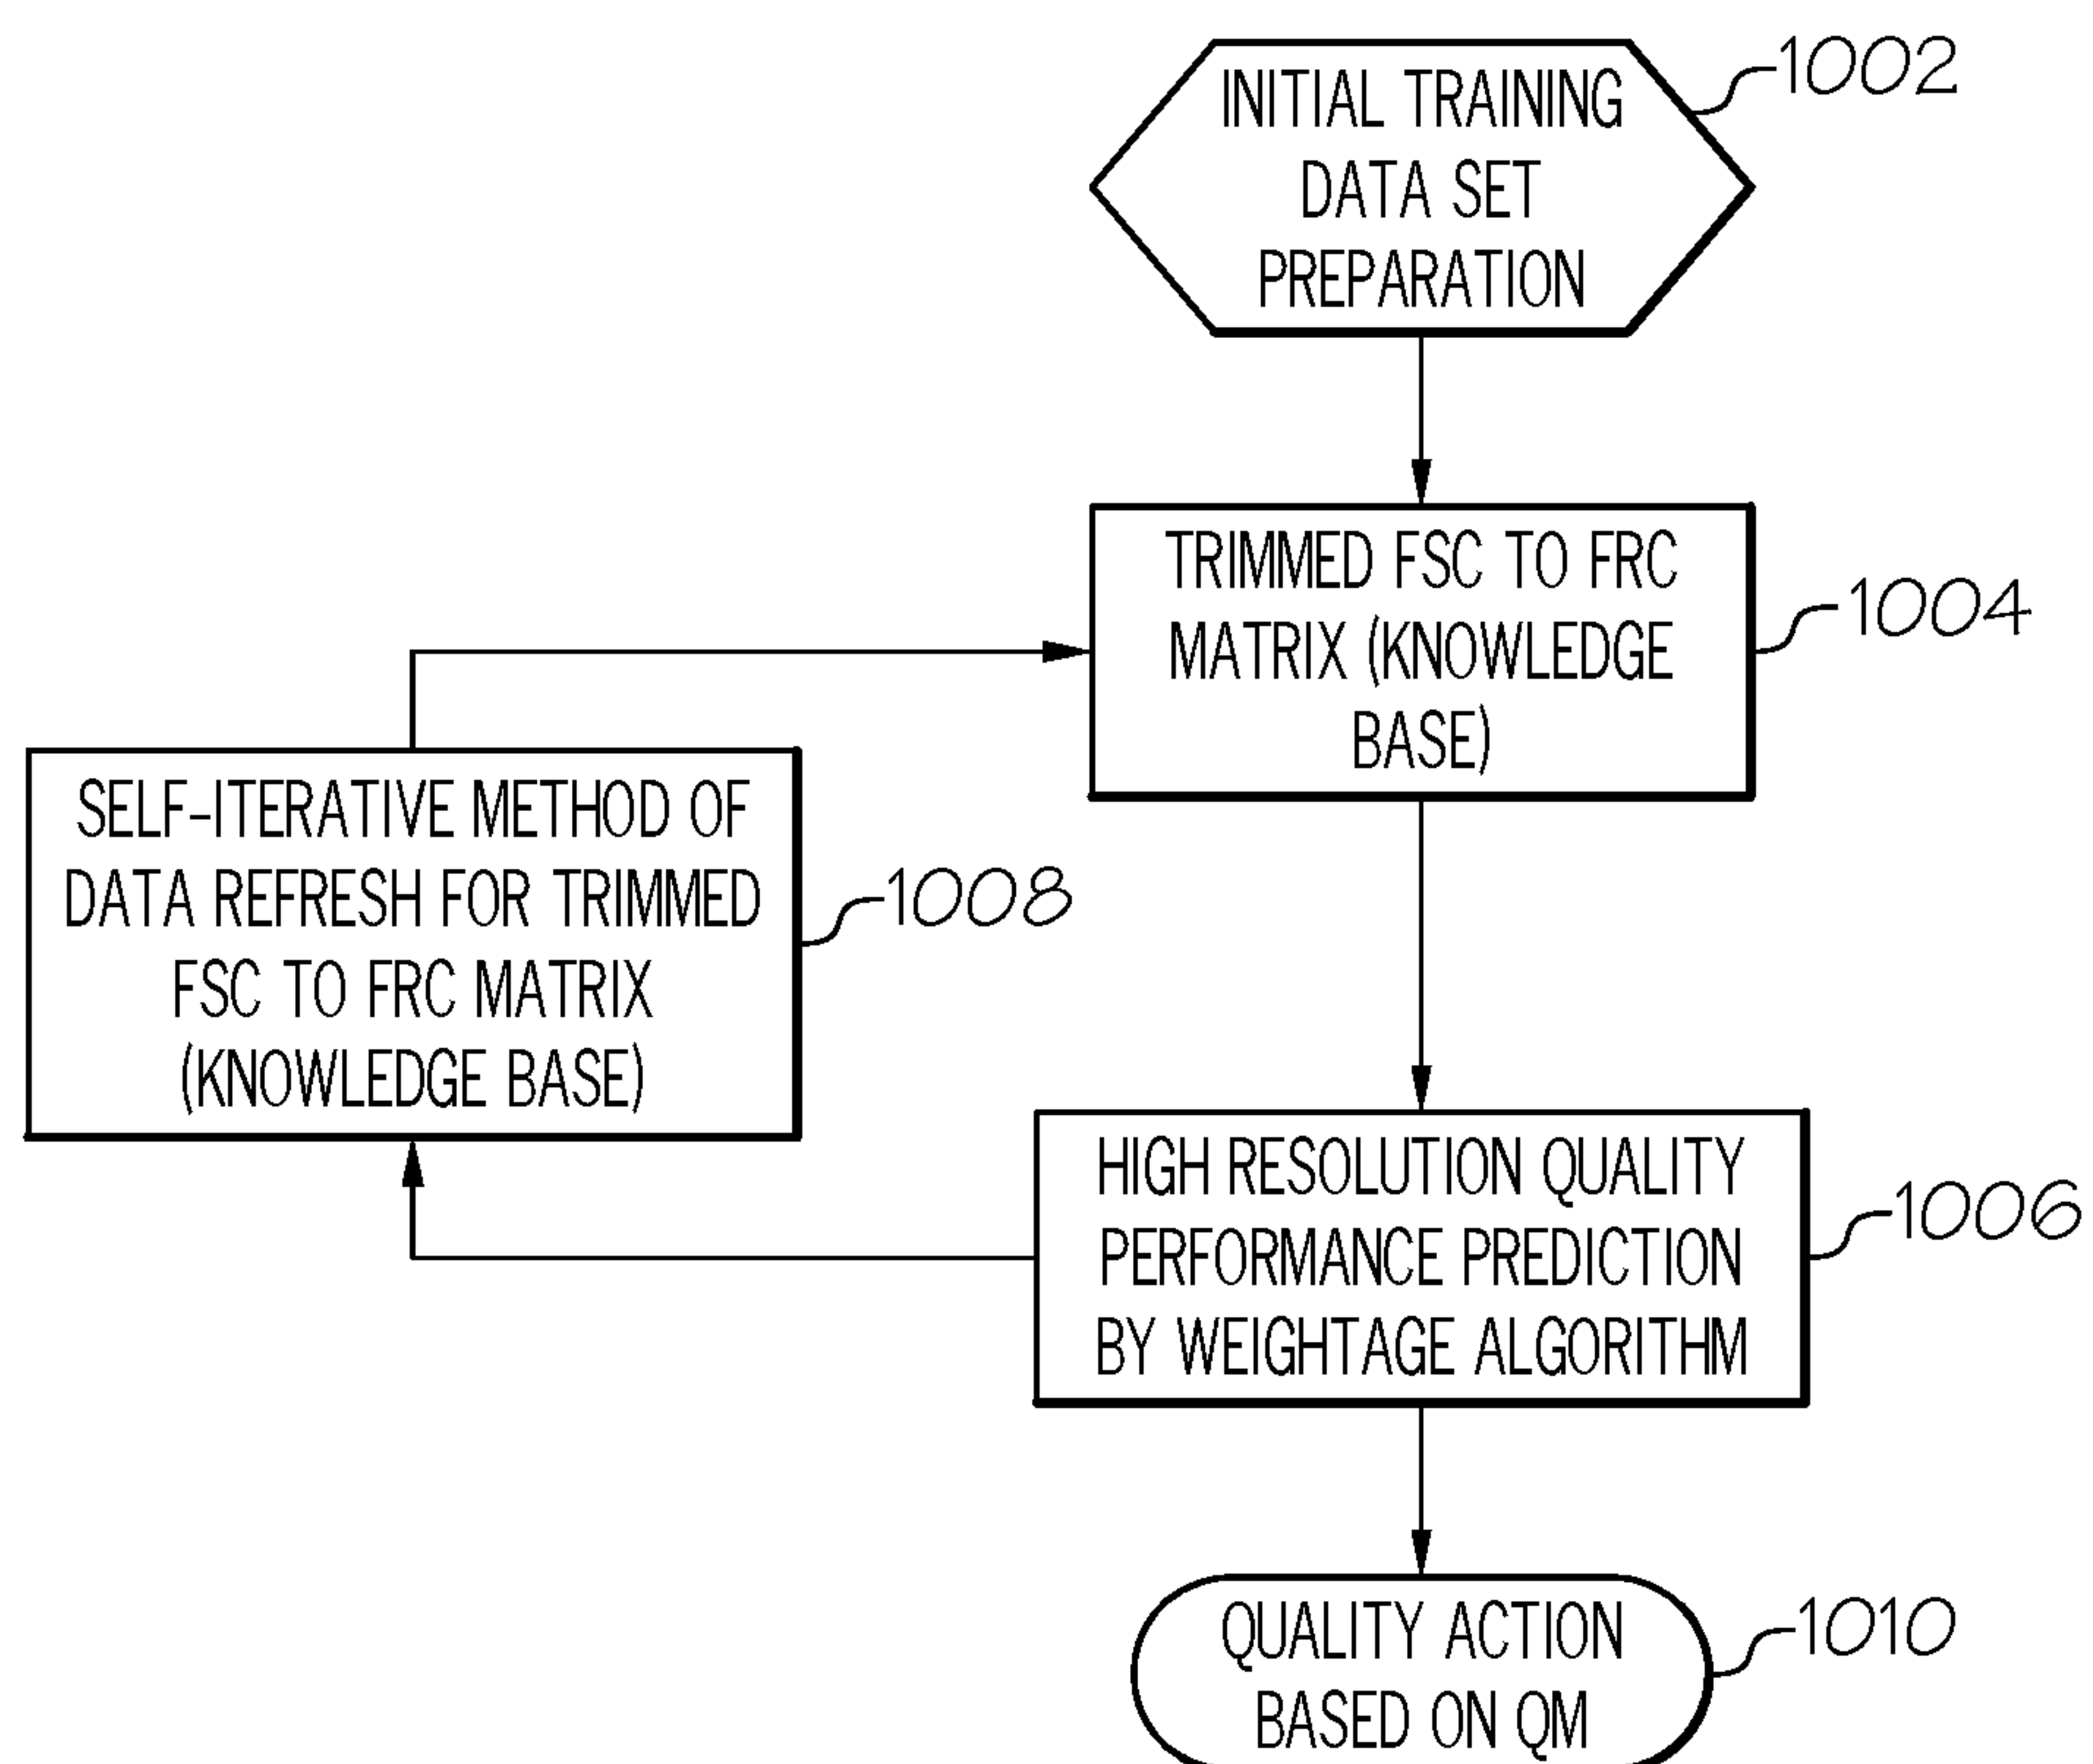 INITIAL TRAINING
DATA SET
PREPARATION
1002
TRIMMED FSC TO FRC
MATRIX (KNOWLEDGE
BASE)
1004
SELF-ITERATIVE METHOD OF
DATA REFRESH FOR TRIMMED
FSC TO FRC MATRIX
(KNOWLEDGE BASE)
1008
HIGH RESOLUTION QUALITY
PERFORMANCE PREDICTION
BY WEIGHTAGE ALGORITHM
1006
QUALITY ACTION
BASED ON QM
1010